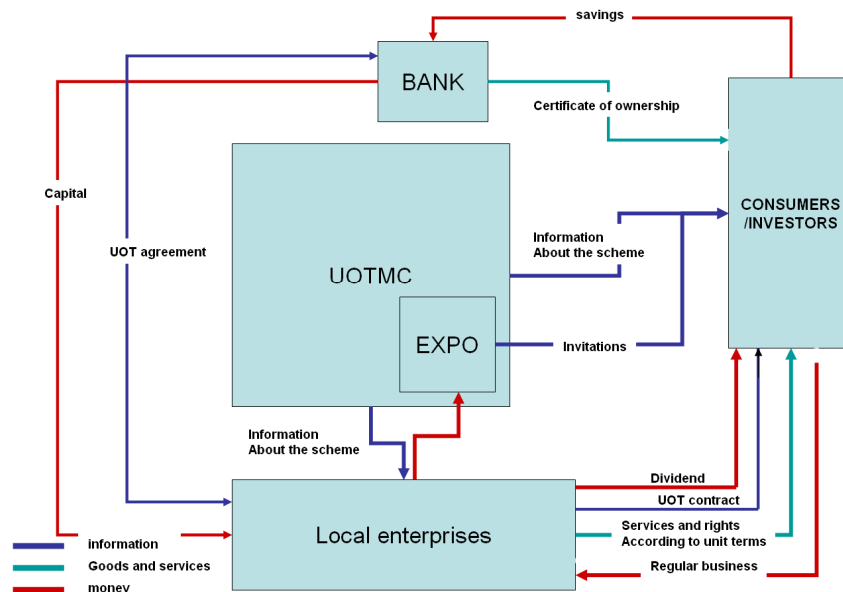 savings
BANK
Certificate of ownership
Capital
CONSUMERS
/INVESTORS
Information
About the scheme
UOT agreement
UOTMC
EXPO
Invitations
Information
About the scheme
Dividend
UOT contract
Local enterprises
Services and rights
According to unit terms
Regular business
information
Goods and services
money